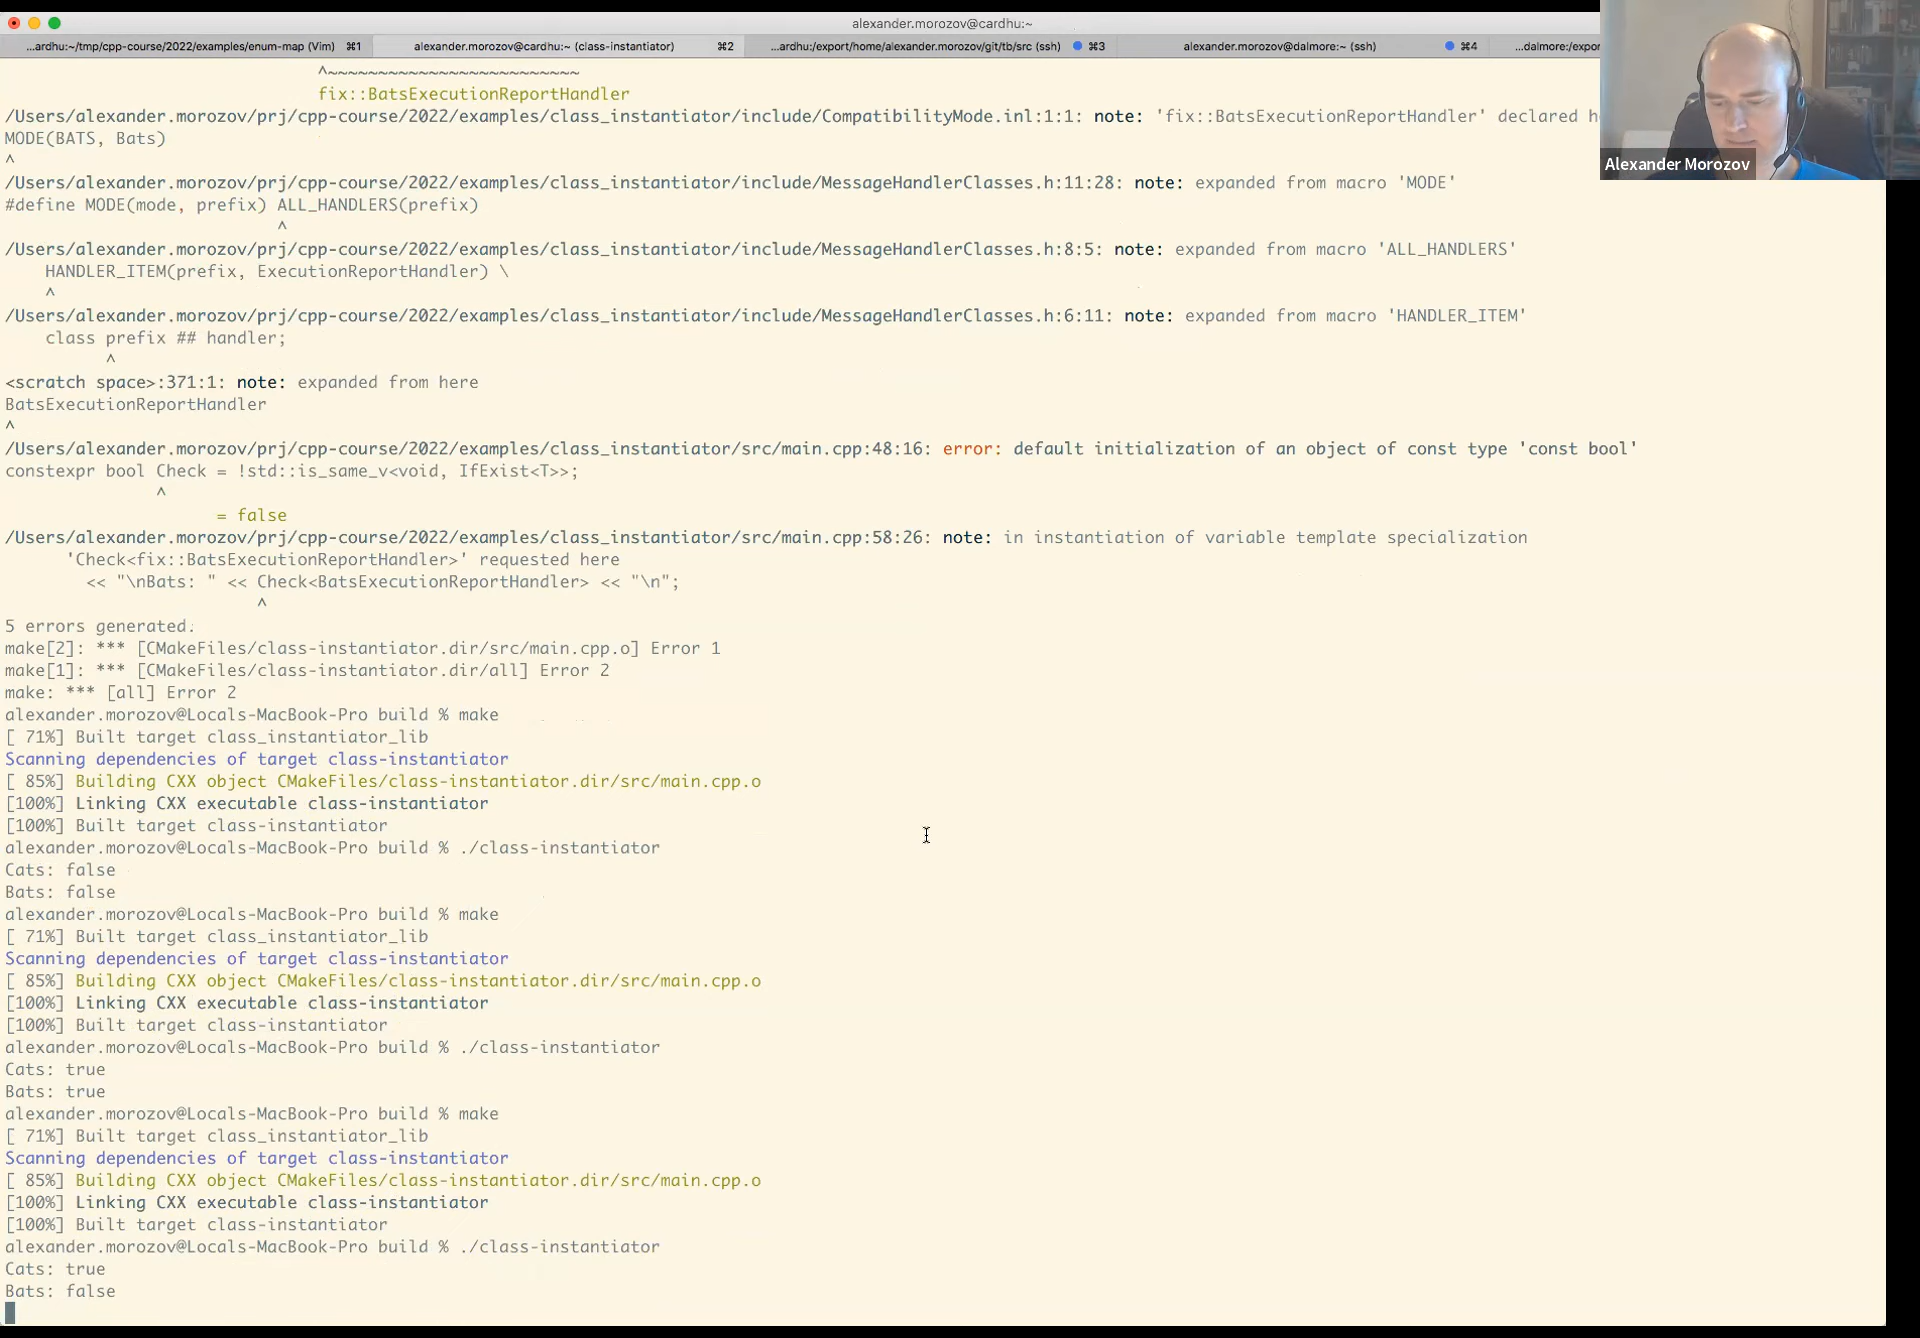 alexander.morozov@cardhu:~
...ardhu:~/tmp/cpp-course/2022/examples/enum-map (Vim) ⌘1 alexander.morozov@cardhu:~ (class-instantiator) ⌘2 ...ardhu:/export/home/alexander.morozov/git/tb/src (ssh) ⌘3 alexander.morozov@dalmore:~ (ssh) ⌘4 ...dalmore:/expor
^~~~~~~~~~~~~~~~~~~~~~~~~~
fix::BatsExecutionReportHandler
/Users/alexander.morozov/prj/cpp-course/2022/examples/class_instantiator/include/CompatibilityMode.inl:1:1: note: 'fix::BatsExecutionReportHandler' declared h
MODE(BATS, Bats)
^
/Users/alexander.morozov/prj/cpp-course/2022/examples/class_instantiator/include/MessageHandlerClasses.h:11:28: note: expanded from macro 'MODE'
#define MODE(mode, prefix) ALL_HANDLERS(prefix)
^
/Users/alexander.morozov/prj/cpp-course/2022/examples/class_instantiator/include/MessageHandlerClasses.h:8:5: note: expanded from macro 'ALL_HANDLERS'
HANDLER_ITEM(prefix, ExecutionReportHandler) \
^
/Users/alexander.morozov/prj/cpp-course/2022/examples/class_instantiator/include/MessageHandlerClasses.h:6:11: note: expanded from macro 'HANDLER_ITEM'
class prefix ## handler;
^
<scratch space>:371:1: note: expanded from here
BatsExecutionReportHandler
^
/Users/alexander.morozov/prj/cpp-course/2022/examples/class_instantiator/src/main.cpp:48:16: error: default initialization of an object of const type 'const bool'
constexpr bool Check = !std::is_same_v<void, IfExist<T>>;
^
= false
/Users/alexander.morozov/prj/cpp-course/2022/examples/class_instantiator/src/main.cpp:58:26: note: in instantiation of variable template specialization
'Check<fix::BatsExecutionReportHandler>' requested here
<< "\nBats: " << Check<BatsExecutionReportHandler> << "\n";
^
5 errors generated.
make[2]: *** [CMakeFiles/class-instantiator.dir/src/main.cpp.o] Error 1
make[1]: *** [CMakeFiles/class-instantiator.dir/all] Error 2
make: *** [all] Error 2
alexander.morozov@Locals-MacBook-Pro build % make
[ 71%] Built target class_instantiator_lib
Scanning dependencies of target class-instantiator
[ 85%] Building CXX object CMakeFiles/class-instantiator.dir/src/main.cpp.o
[100%] Linking CXX executable class-instantiator
[100%] Built target class-instantiator
alexander.morozov@Locals-MacBook-Pro build % ./class-instantiator
Cats: false
Bats: false
alexander.morozov@Locals-MacBook-Pro build % make
[ 71%] Built target class_instantiator_lib
Scanning dependencies of target class-instantiator
[ 85%] Building CXX object CMakeFiles/class-instantiator.dir/src/main.cpp.o
[100%] Linking CXX executable class-instantiator
[100%] Built target class-instantiator
alexander.morozov@Locals-MacBook-Pro build % ./class-instantiator
Cats: true
Bats: true
alexander.morozov@Locals-MacBook-Pro build % make
[ 71%] Built target class_instantiator_lib
Scanning dependencies of target class-instantiator
[ 85%] Building CXX object CMakeFiles/class-instantiator.dir/src/main.cpp.o
[100%] Linking CXX executable class-instantiator
[100%] Built target class-instantiator
alexander.morozov@Locals-MacBook-Pro build % ./class-instantiator
Cats: true
Bats: false
Alexander Morozov